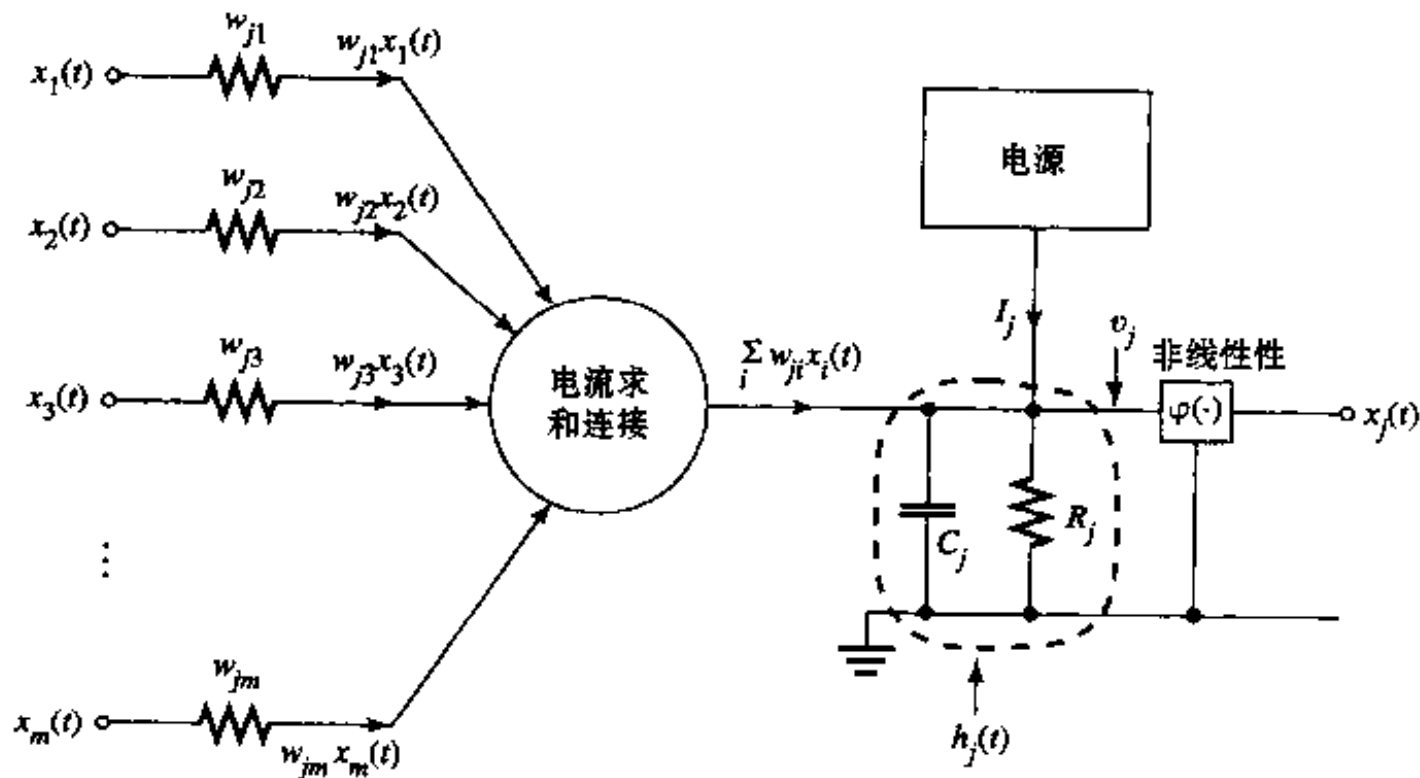 w_{j1}
w_{j1}x_1(t)
x_1(t)
w_{j2}
w_{j2}x_2(t)
x_2(t)
w_{j3}
w_{j3}x_3(t)
x_3(t)
⋮
w_{jm}
x_m(t)
w_{jm}x_m(t)
电流求
和连接
\sum_i w_{ji}x_i(t)
电源
I_j
v_j
非线性性
φ(·)
x_j(t)
C_j
R_j
h_j(t)